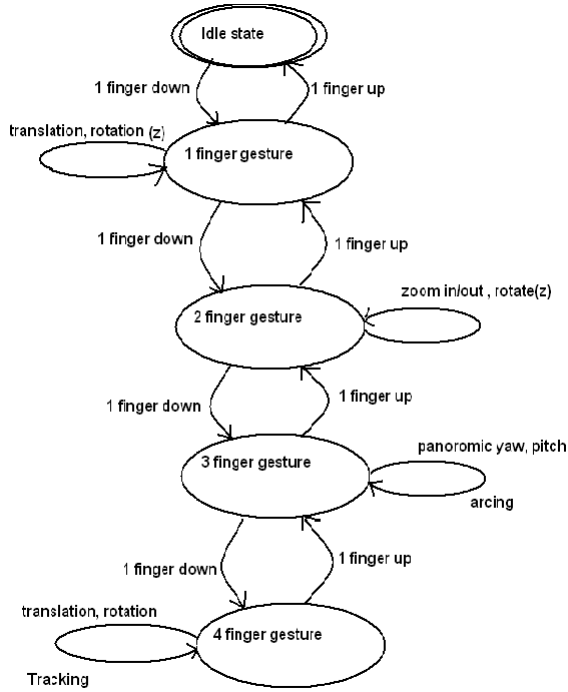 Idle state
1 finger down
1 finger up
translation, rotation (z)
1 finger gesture
1 finger down
1 finger up
zoom in/out , rotate(z)
2 finger gesture
1 finger down
1 finger up
panoromic yaw, pitch
3 finger gesture
arcing
1 finger down
1 finger up
translation, rotation
4 finger gesture
Tracking